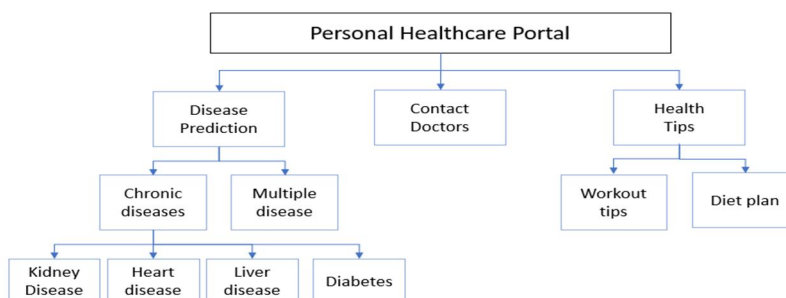 Personal Healthcare Portal
Disease
Prediction
Contact
Doctors
Health
Tips
Chronic
diseases
Multiple
disease
Workout
tips
Diet plan
Kidney
Disease
Heart
disease
Liver
disease
Diabetes